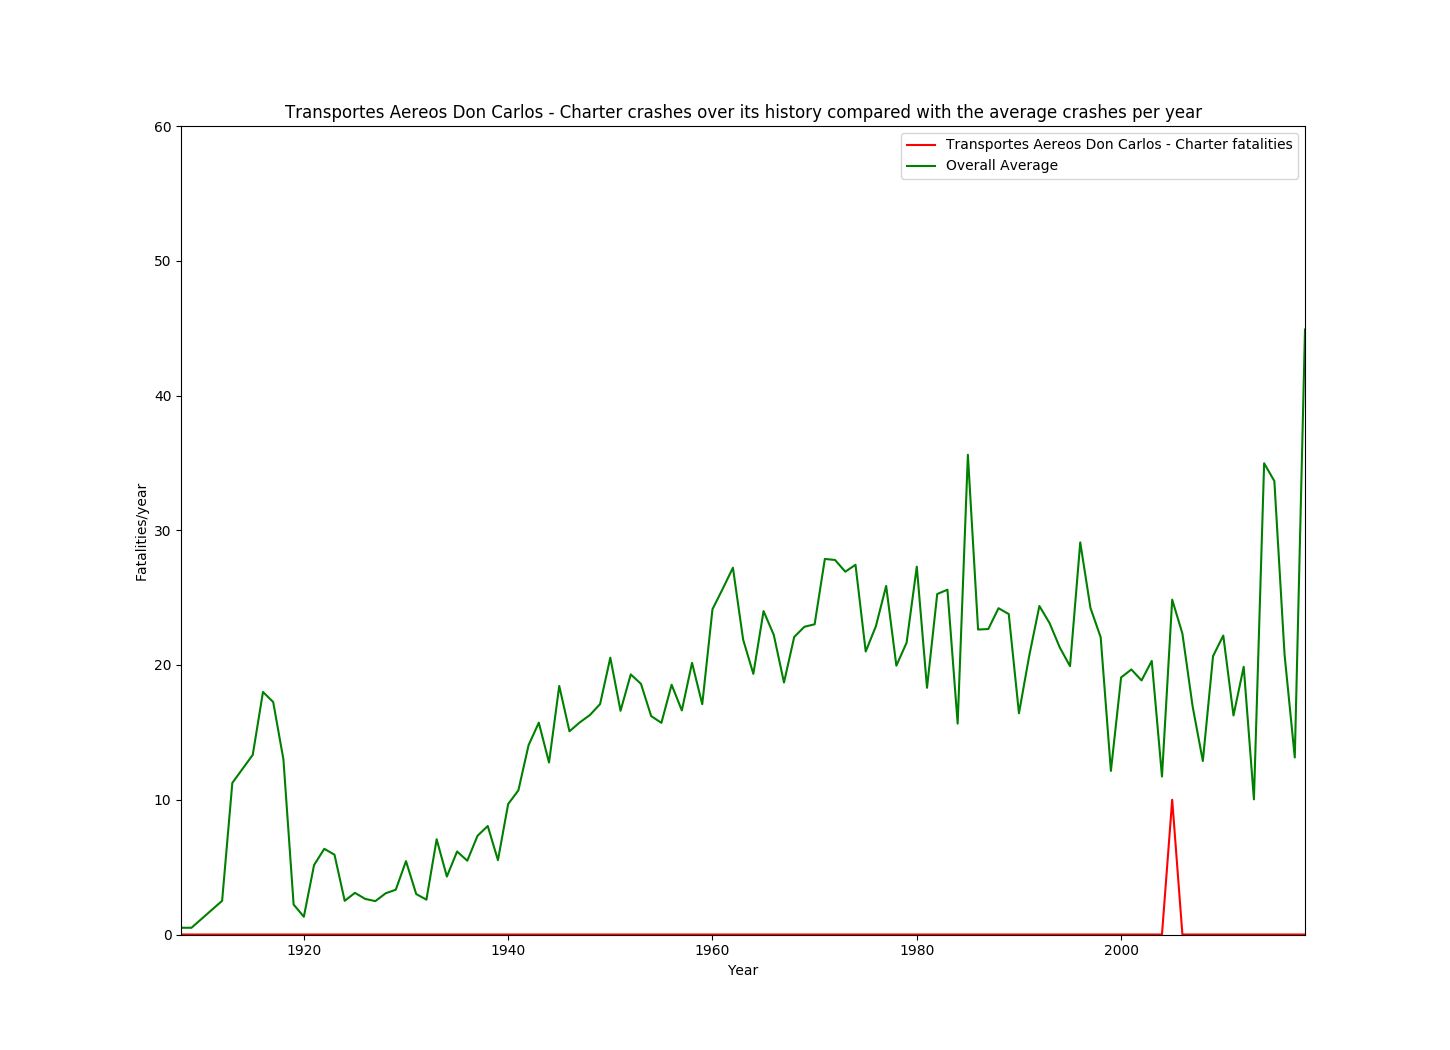 Transportes Aereos Don Carlos - Charter crashes over its history compared with the average crashes per year
Transportes Aereos Don Carlos - Charter fatalities
Overall Average
60
50
40
30
20
10
0
Fatalities/year
1920 1940 1960 1980 2000
Year